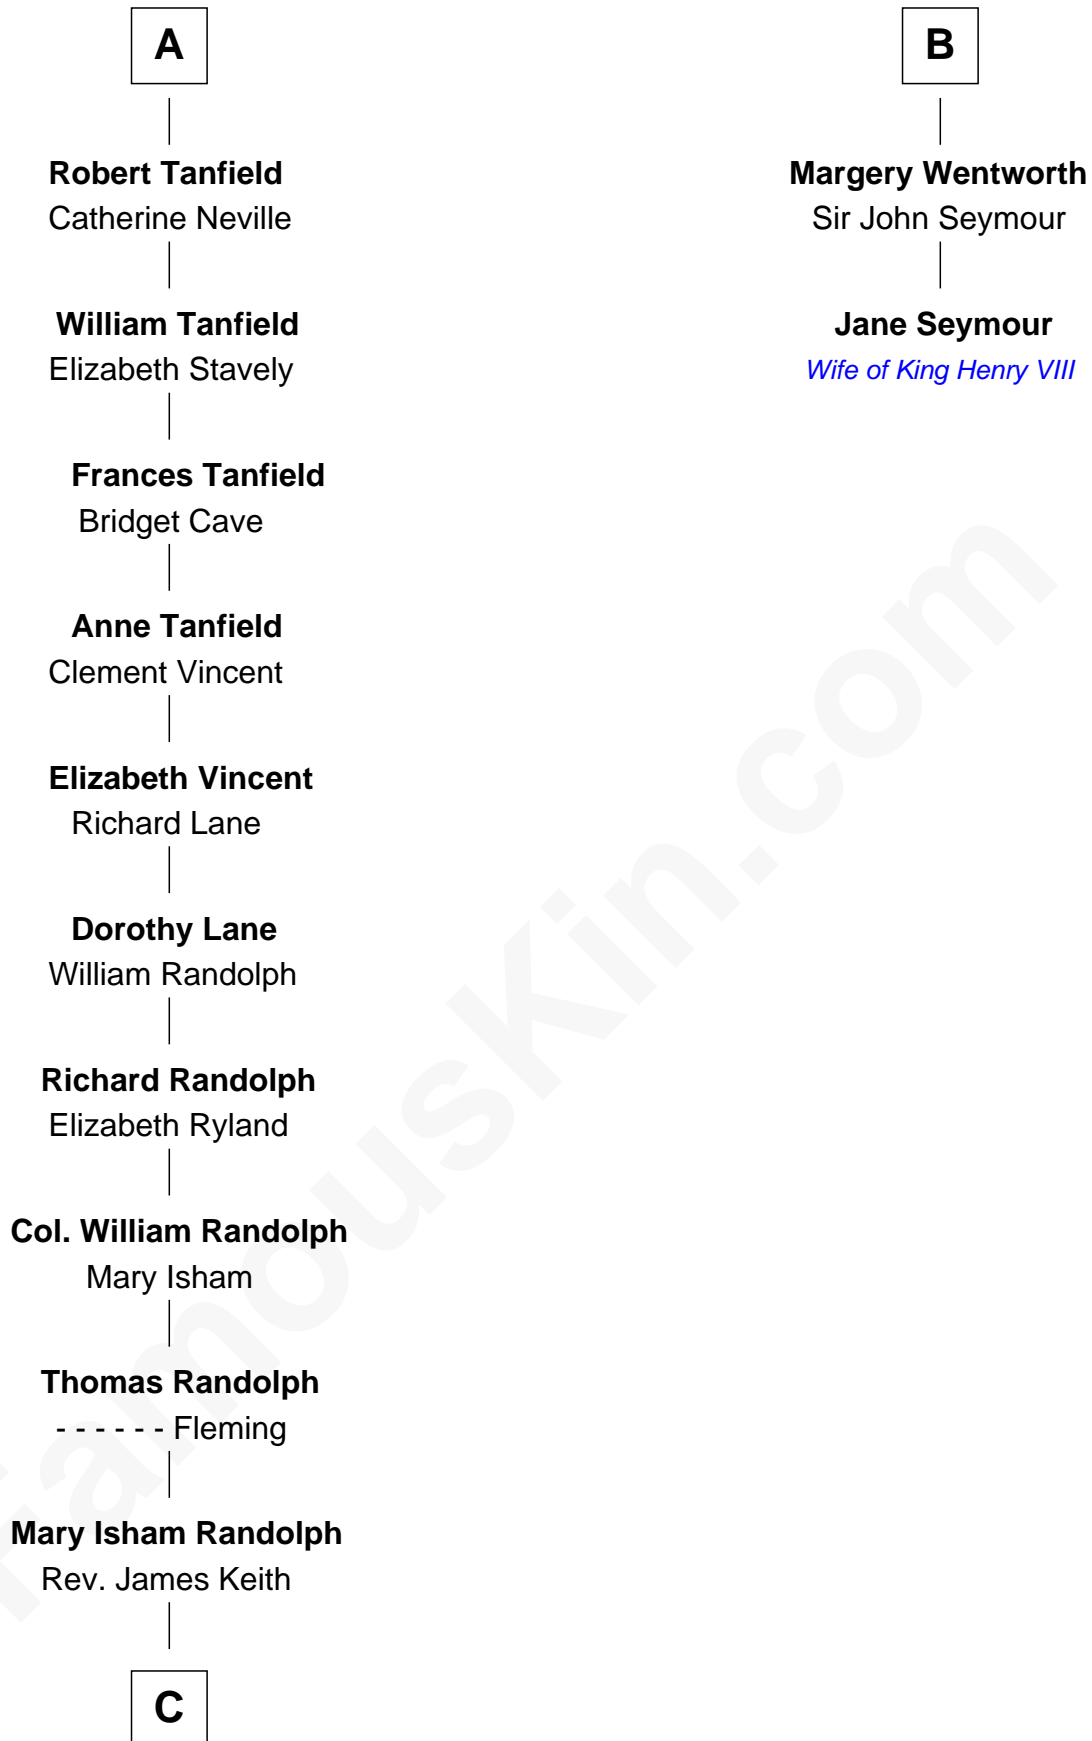 A
Robert Tanfield
Catherine Neville
William Tanfield
Elizabeth Stavely
Frances Tanfield
Bridget Cave
Anne Tanfield
Clement Vincent
Elizabeth Vincent
Richard Lane
Dorothy Lane
William Randolph
Richard Randolph
Elizabeth Ryland
Col. William Randolph
Mary Isham
Thomas Randolph
- - - - - - Fleming
Mary Isham Randolph
Rev. James Keith
C
B
Margery Wentworth
Sir John Seymour
Jane Seymour
Wife of King Henry VIII
FamousKin.com